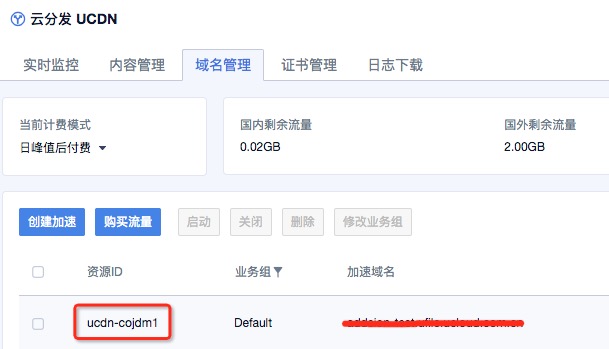 云分发 UCDN
实时监控 内容管理 域名管理 证书管理 日志下载
当前计费模式 国内剩余流量 国外剩余流量
日峰值后付费 0.02GB 2.00GB
创建加速 购买流量 启动 关闭 删除 修改业务组
资源ID 业务组 加速域名
ucdn-cojdm1 Default